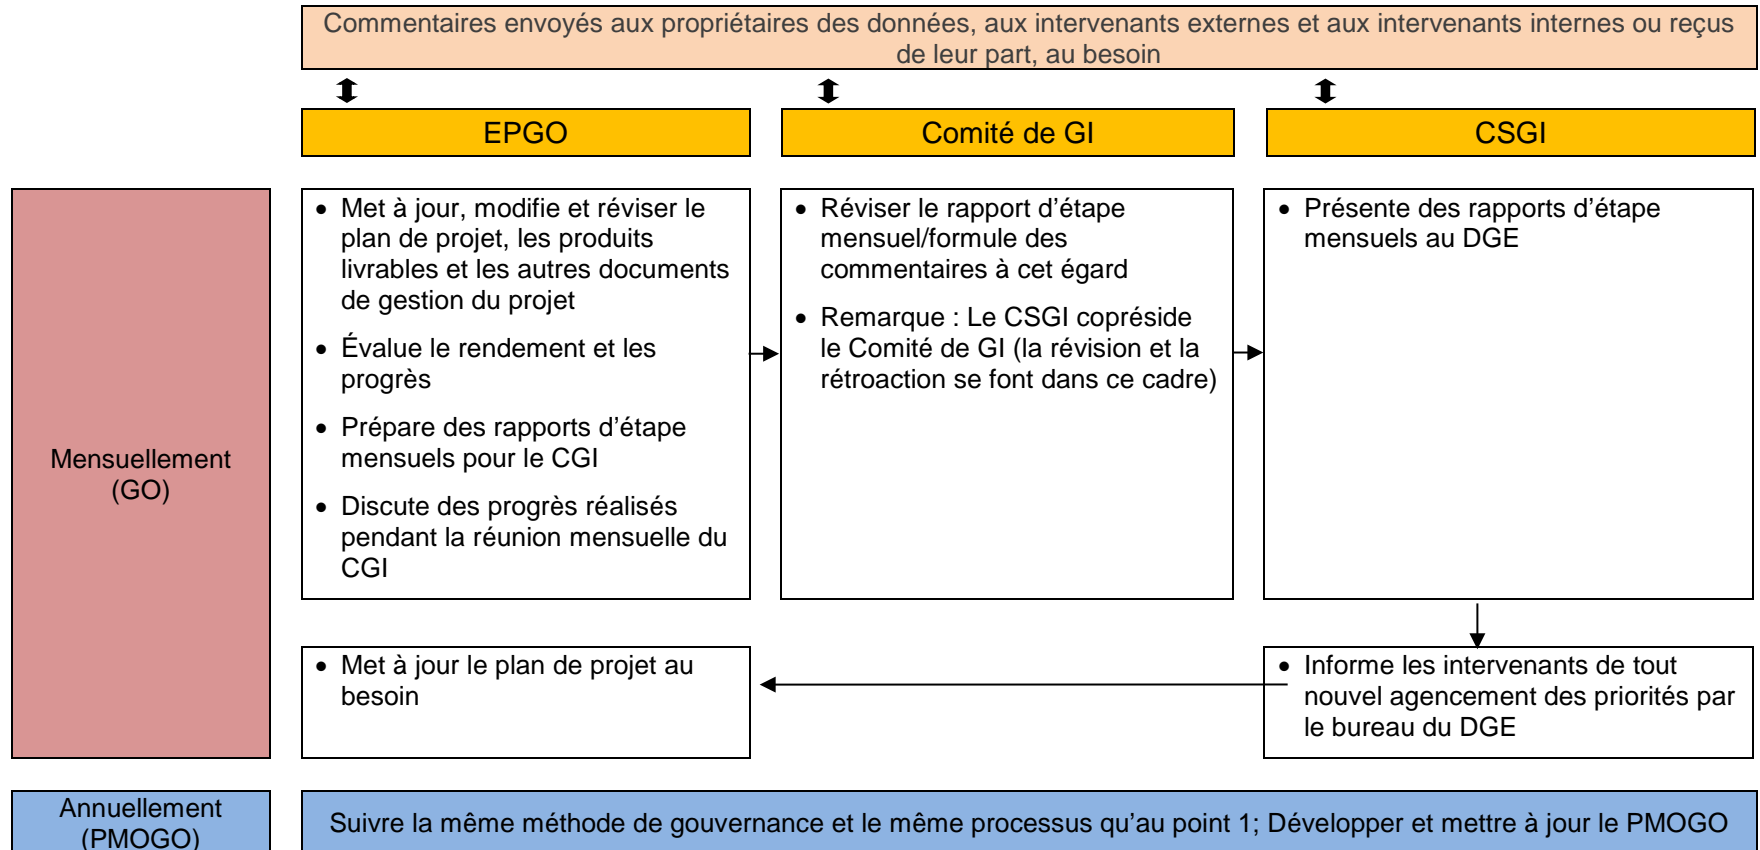 Commentaires envoyés aux propriétaires des données, aux intervenants externes et aux intervenants internes ou reçus
de leur part, au besoin
EPGO
Comité de GI
CSGI
Mensuellement
(GO)
• Met à jour, modifie et réviser le
plan de projet, les produits
livrables et les autres documents
de gestion du projet
• Évalue le rendement et les
progrès
• Prépare des rapports d’étape
mensuels pour le CGI
• Discute des progrès réalisés
pendant la réunion mensuelle du
CGI
• Réviser le rapport d’étape
mensuel/formule des
commentaires à cet égard
• Remarque : Le CSGI copréside
le Comité de GI (la révision et la
rétroaction se font dans ce cadre)
• Présente des rapports d’étape
mensuels au DGE
• Met à jour le plan de projet au
besoin
• Informe les intervenants de tout
nouvel agencement des priorités par
le bureau du DGE
Annuellement
(PMOGO)
Suivre la même méthode de gouvernance et le même processus qu’au point 1; Développer et mettre à jour le PMOGO